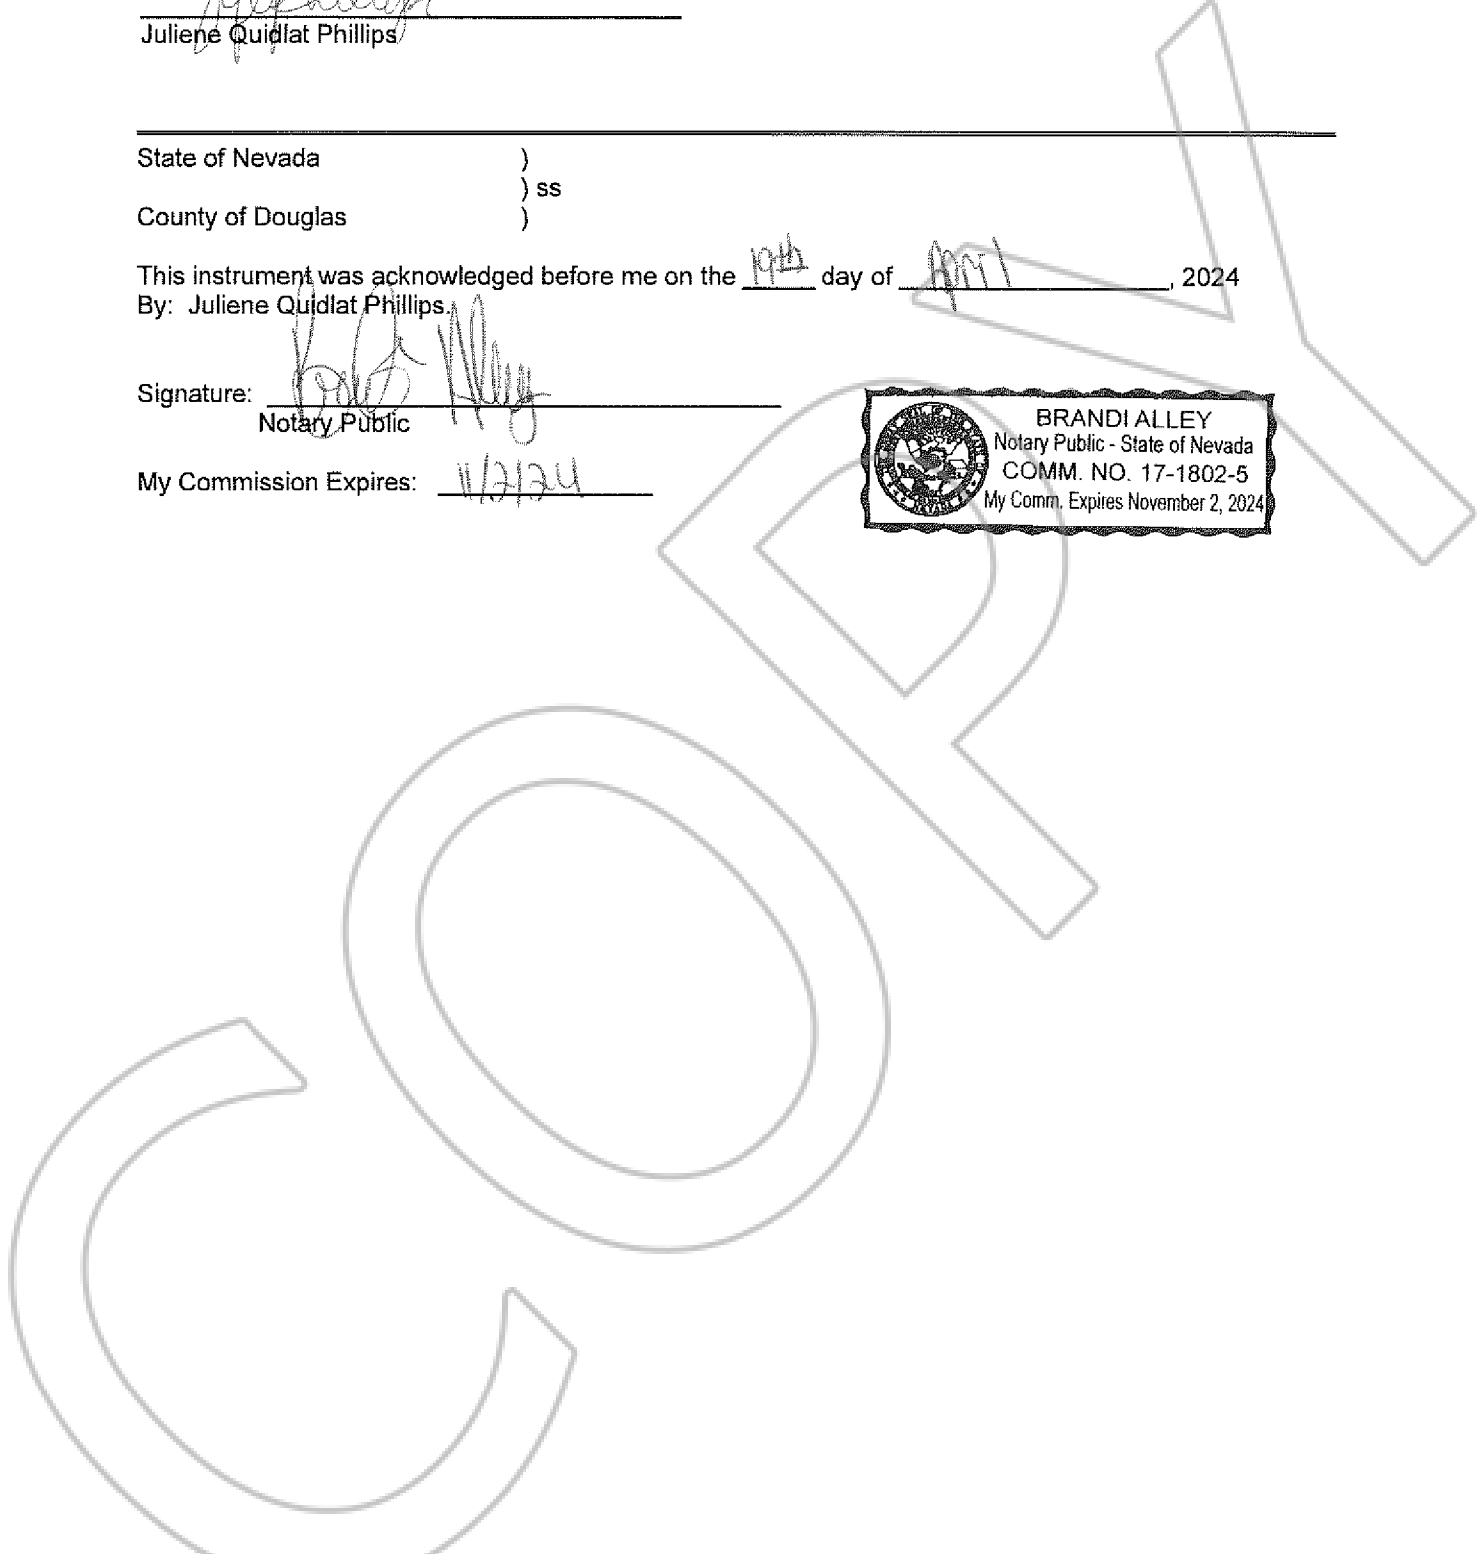 Juliene Quidlat Phillips
State of Nevada )
) ss
County of Douglas )
This instrument was acknowledged before me on the 19th day of April, 2024
By: Juliene Quidlat Phillips.
Signature: Brandi Alley
Notary Public
My Commission Expires: 11/2/24
BRANDI ALLEY
Notary Public - State of Nevada
COMM. NO. 17-1802-5
My Comm. Expires November 2, 2024
COPY